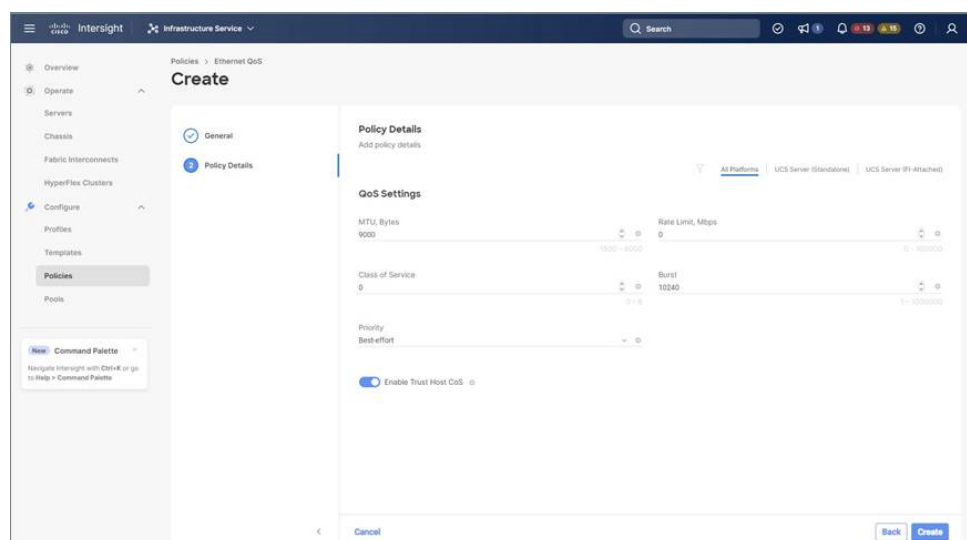 cisco Intersight
Infrastructure Service
Search
1
13
15
Overview
Operate
Servers
Chassis
Fabric Interconnects
HyperFlex Clusters
Configure
Profiles
Templates
Policies
Pools
New Command Palette
Navigate Intersight with Ctrl+K or go
to Help > Command Palette
Policies > Ethernet QoS
Create
General
2 Policy Details
Policy Details
Add policy details
All Platforms | UCS Server (Standalone) | UCS Server (FI-Attached)
QoS Settings
MTU, Bytes
9000
1500 - 9000
Rate Limit, Mbps
0
0 - 100000
Class of Service
0
0 - 6
Burst
10240
1 - 1000000
Priority
Best-effort
Enable Trust Host CoS
Cancel
Back
Create